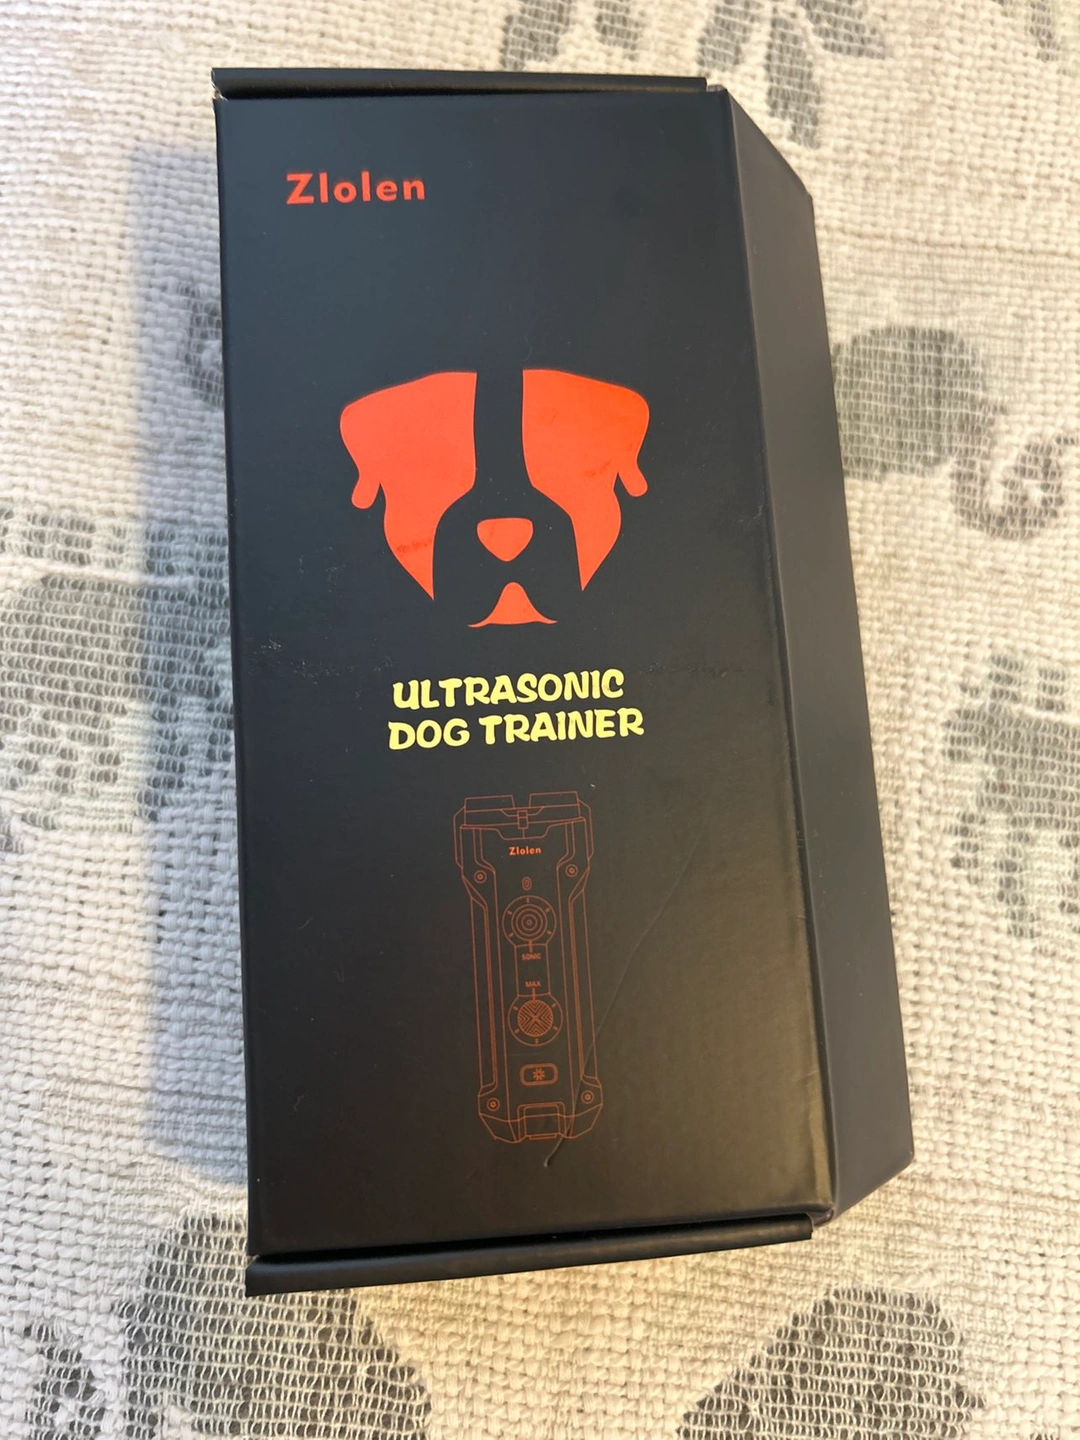 Zlolen
ULTRASONIC
DOG TRAINER
Zlolen
SONIC
MAX